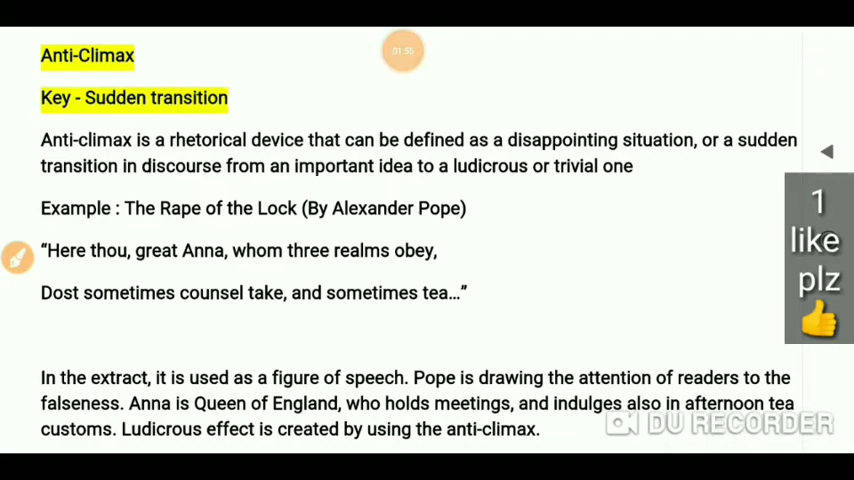 Anti-Climax
01:55
Key - Sudden transition
Anti-climax is a rhetorical device that can be defined as a disappointing situation, or a sudden
transition in discourse from an important idea to a ludicrous or trivial one
Example : The Rape of the Lock (By Alexander Pope)
“Here thou, great Anna, whom three realms obey,
Dost sometimes counsel take, and sometimes tea…”
1
like
plz
In the extract, it is used as a figure of speech. Pope is drawing the attention of readers to the
falseness. Anna is Queen of England, who holds meetings, and indulges also in afternoon tea
customs. Ludicrous effect is created by using the anti-climax.
DU RECORDER